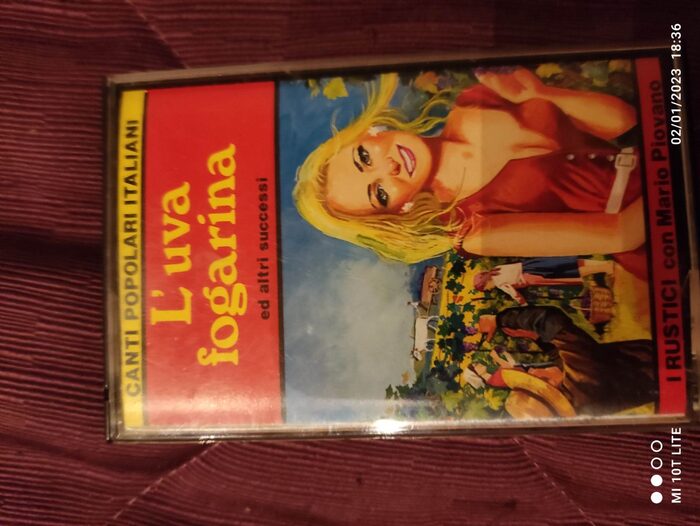 CANTI POPOLARI ITALIANI
L'uva
fogarina
ed altri successi
I RUSTICI con Mario Piovano
MI 10T LITE
02/01/2023 18:36